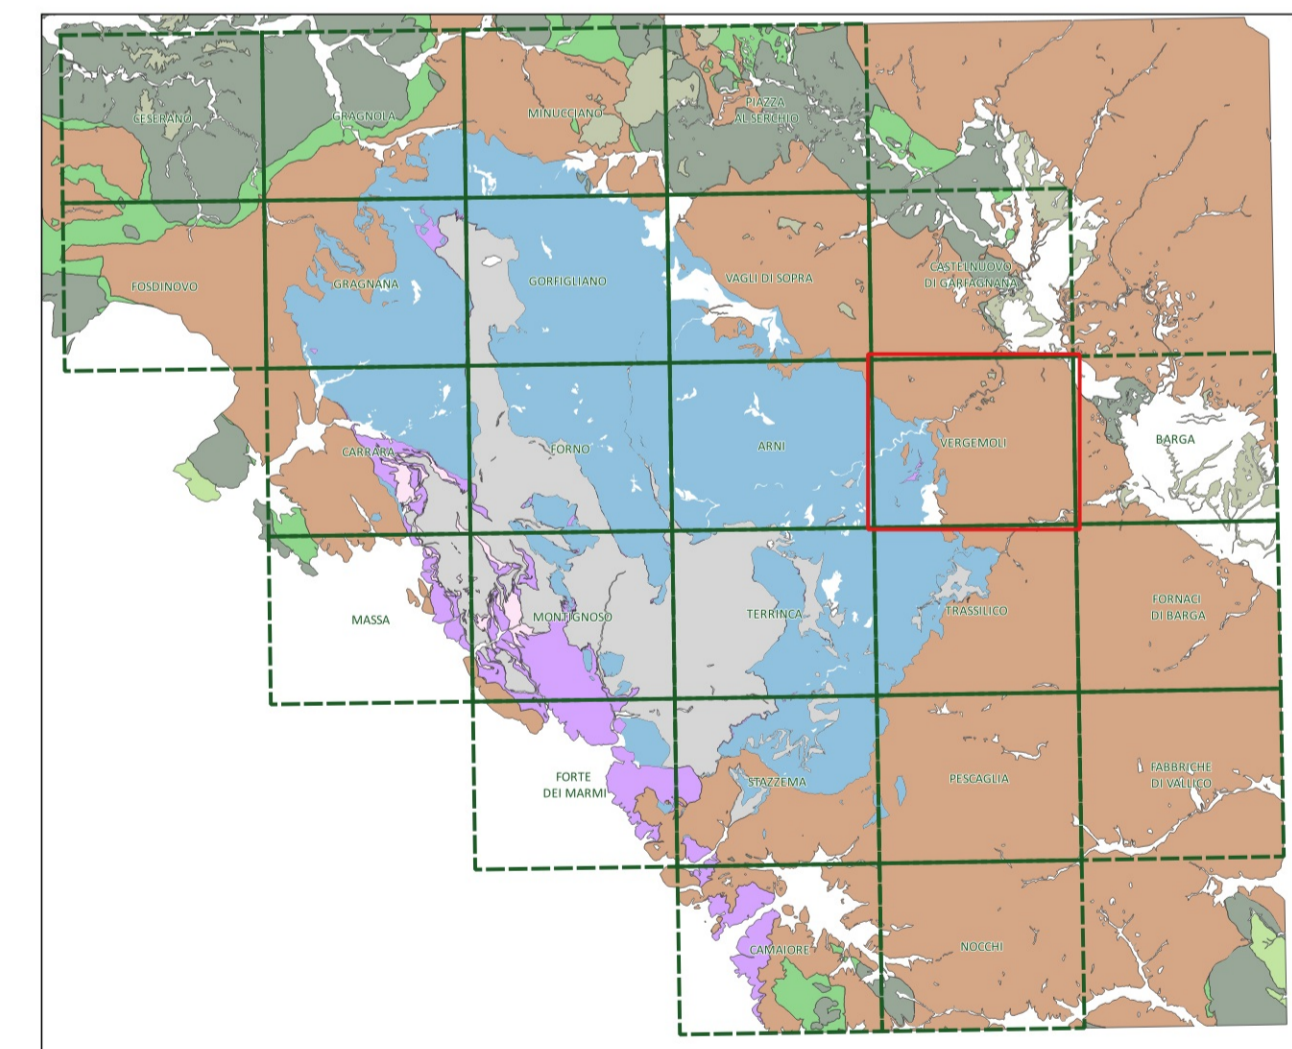 CESERANO
GRAGNOLA
MINUCCIANO
PIAZZA
AL SERCHIO
FOSDINOVO
GRAGNANA
GORFIGLIANO
VAGLI DI SOPRA
CASTELNUOVO
DI GARFAGNANA
CARRARA
FORNO
ARNI
VERGEMOLI
BARGA
MASSA
MONTIGNOSO
TERRINCA
TRASSILICO
FORNACI
DI BARGA
FORTE
DEI MARMI
STAZZEMA
PESCAGLIA
FABBRICHE
DI VALLICO
CAMAIORE
NOCCHI